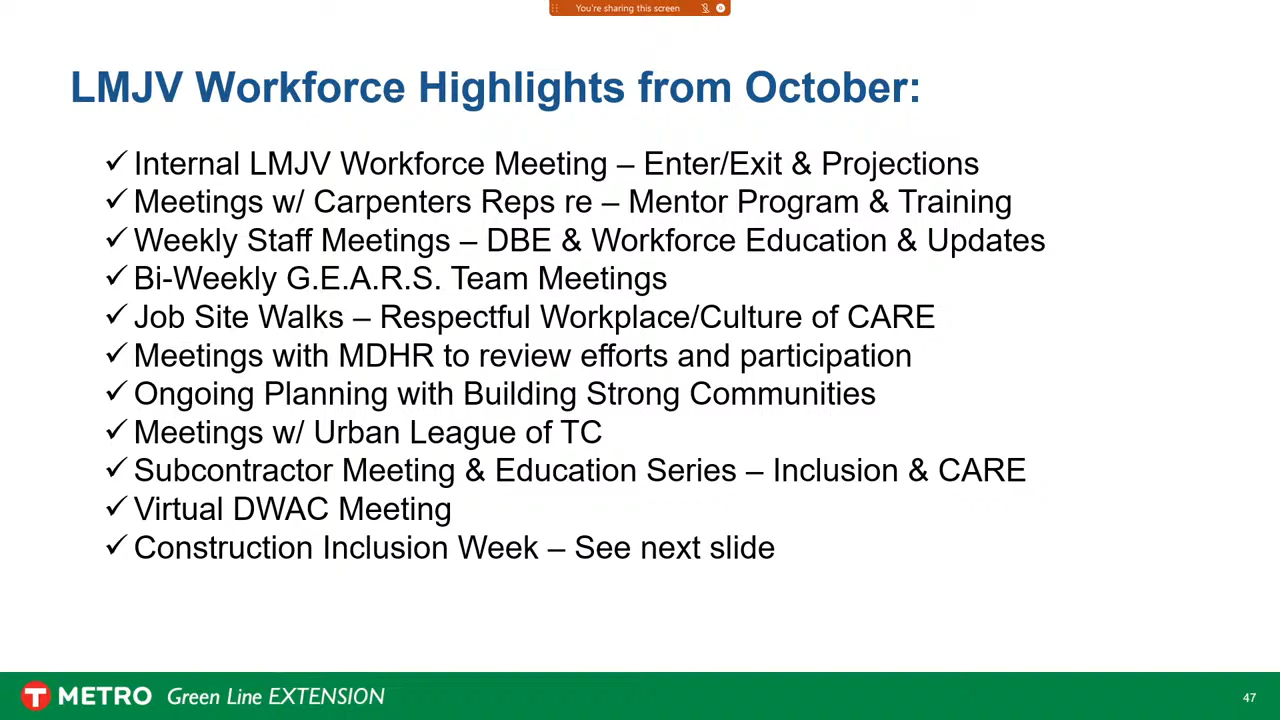 You're sharing this screen
LMJV Workforce Highlights from October:
✓ Internal LMJV Workforce Meeting – Enter/Exit & Projections
✓ Meetings w/ Carpenters Reps re – Mentor Program & Training
✓ Weekly Staff Meetings – DBE & Workforce Education & Updates
✓ Bi-Weekly G.E.A.R.S. Team Meetings
✓ Job Site Walks – Respectful Workplace/Culture of CARE
✓ Meetings with MDHR to review efforts and participation
✓ Ongoing Planning with Building Strong Communities
✓ Meetings w/ Urban League of TC
✓ Subcontractor Meeting & Education Series – Inclusion & CARE
✓ Virtual DWAC Meeting
✓ Construction Inclusion Week – See next slide
T METRO Green Line EXTENSION
47